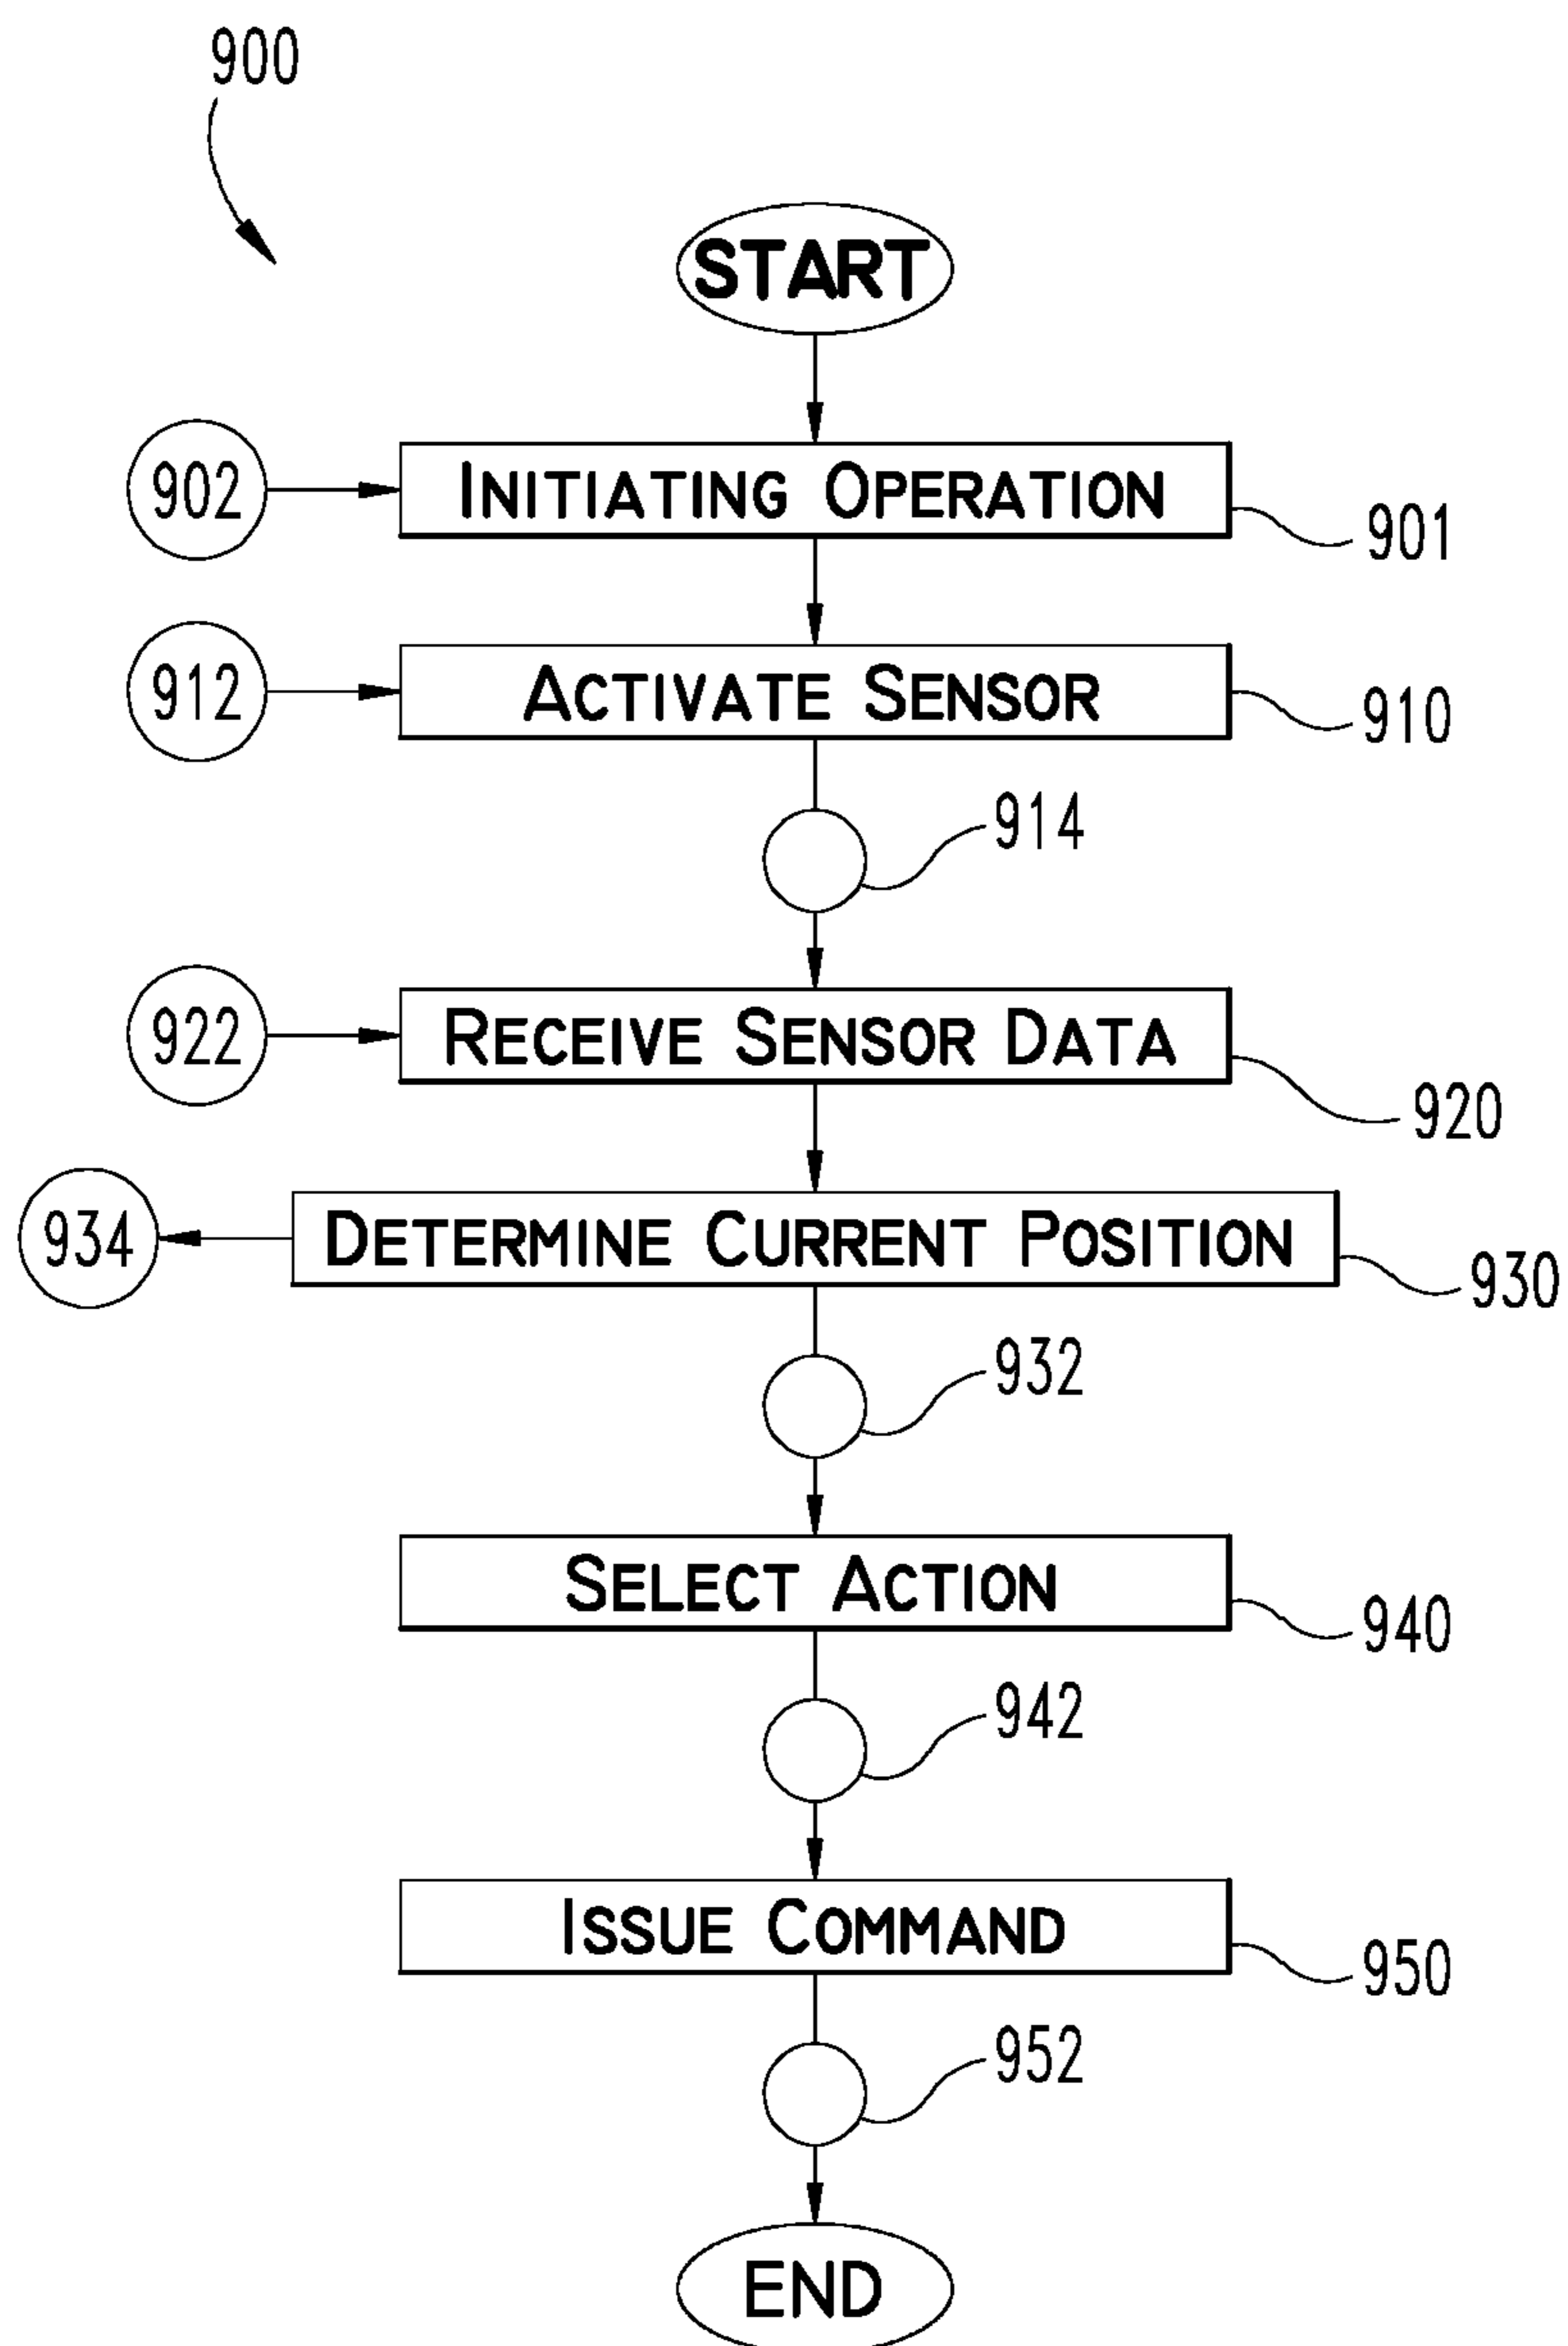 900
START
902
INITIATING OPERATION
901
912
ACTIVATE SENSOR
910
914
922
RECEIVE SENSOR DATA
920
934
DETERMINE CURRENT POSITION
930
932
SELECT ACTION
940
942
ISSUE COMMAND
950
952
END